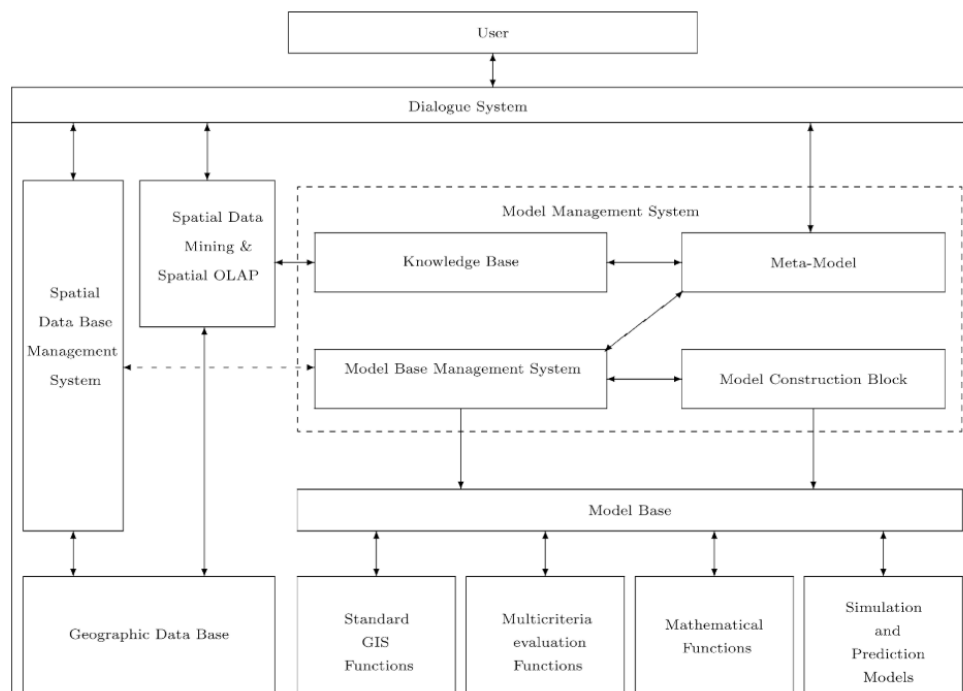 User
Dialogue System
Spatial
Data Base
Management
System
Spatial Data
Mining &
Spatial OLAP
Model Management System
Knowledge Base
Meta-Model
Model Base Management System
Model Construction Block
Model Base
Geographic Data Base
Standard
GIS
Functions
Multicriteria
evaluation
Functions
Mathematical
Functions
Simulation
and
Prediction
Models